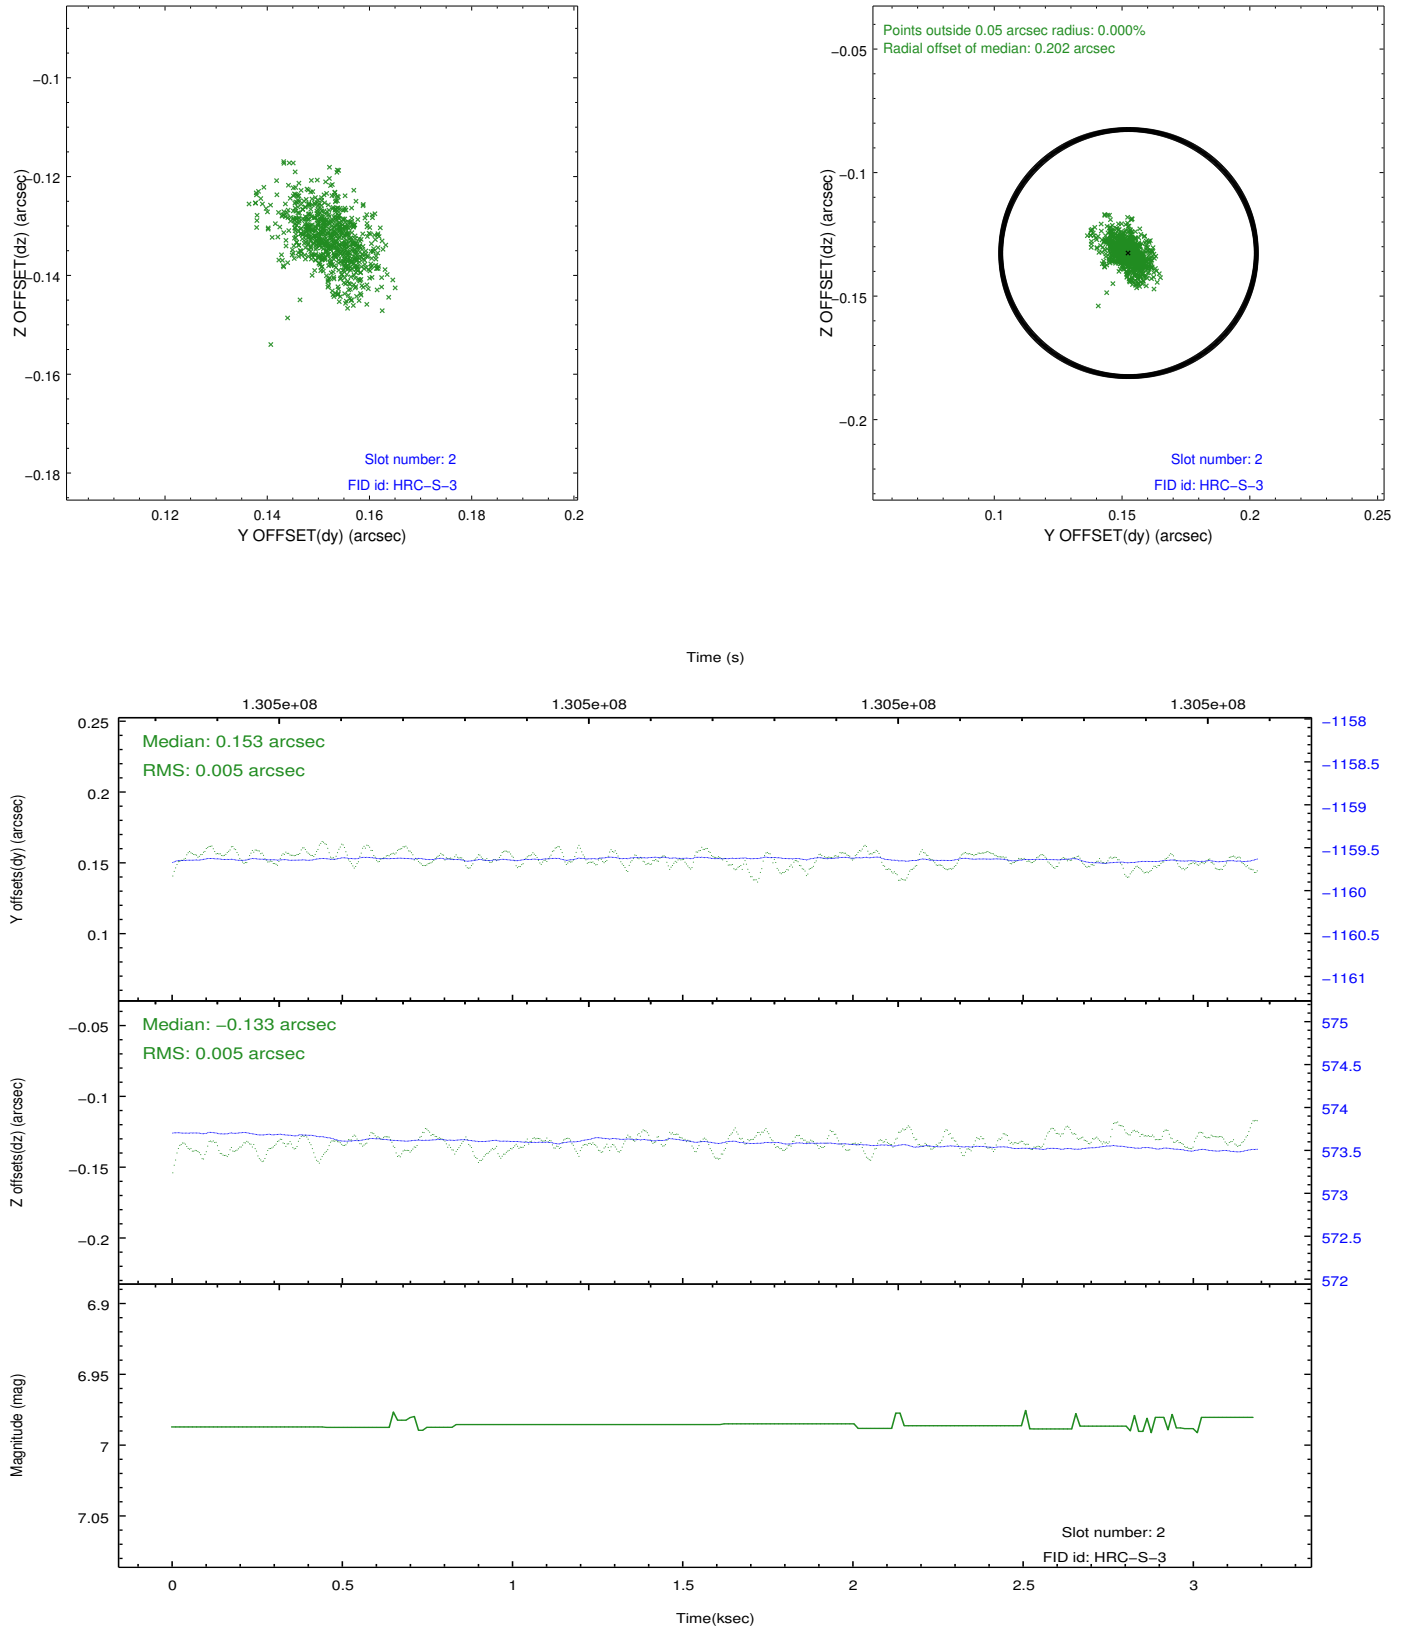 −0.1
−0.12
−0.14
−0.16
−0.18
Z OFFSET(dz) (arcsec)
Slot number: 2
FID id: HRC−S−3
0.12 0.14 0.16 0.18 0.2
Y OFFSET(dy) (arcsec)
Points outside 0.05 arcsec radius: 0.000%
Radial offset of median: 0.202 arcsec
−0.05
−0.1
−0.15
−0.2
Z OFFSET(dz) (arcsec)
Slot number: 2
FID id: HRC−S−3
0.1 0.15 0.2 0.25
Y OFFSET(dy) (arcsec)
Time (s)
1.305e+08 1.305e+08 1.305e+08 1.305e+08
Median: 0.153 arcsec
RMS: 0.005 arcsec
0.25
0.2
0.15
0.1
Y offsets(dy) (arcsec)
−1158
−1158.5
−1159
−1159.5
−1160
−1160.5
−1161
Median: −0.133 arcsec
RMS: 0.005 arcsec
−0.05
−0.1
−0.15
−0.2
Z offsets(dz) (arcsec)
575
574.5
574
573.5
573
572.5
572
6.9
6.95
7
7.05
Magnitude (mag)
Slot number: 2
FID id: HRC−S−3
0 0.5 1 1.5 2 2.5 3
Time(ksec)